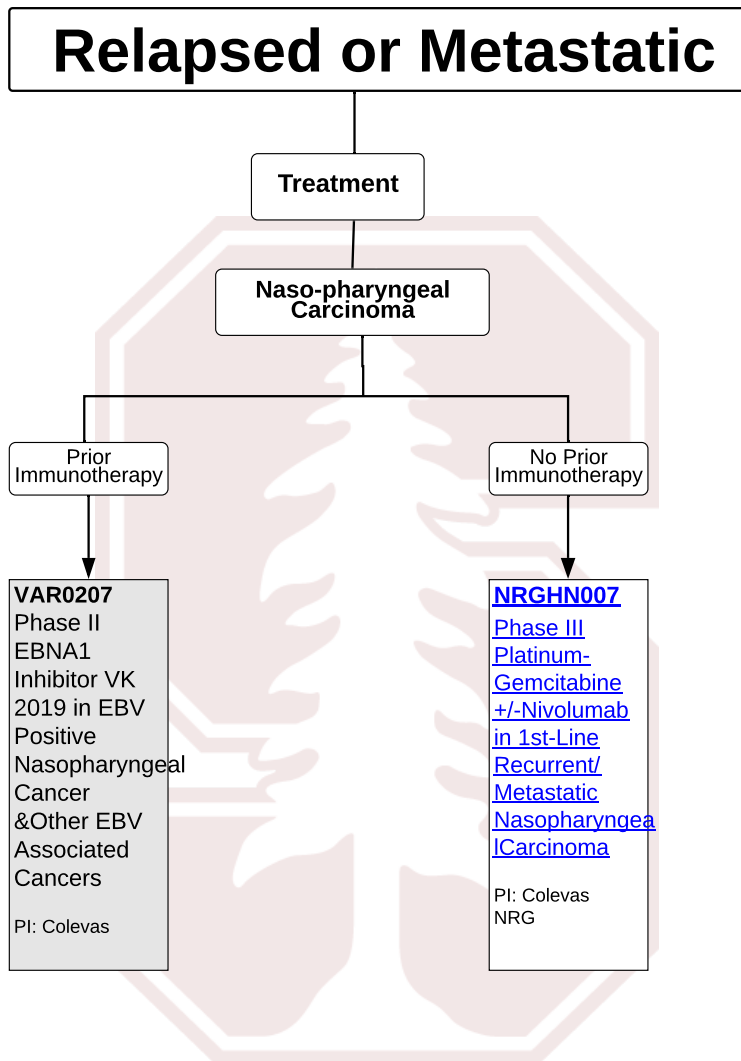 Relapsed or Metastatic
Treatment
Naso-pharyngeal
Carcinoma
Prior
Immunotherapy
No Prior
Immunotherapy
VAR0207
Phase II
EBNA1
Inhibitor VK
2019 in EBV
Positive
Nasopharyngeal
Cancer
&Other EBV
Associated
Cancers
PI: Colevas
NRGHN007
Phase III
Platinum-
Gemcitabine
+/-Nivolumab
in 1st-Line
Recurrent/
Metastatic
Nasopharyngea
lCarcinoma
PI: Colevas
NRG